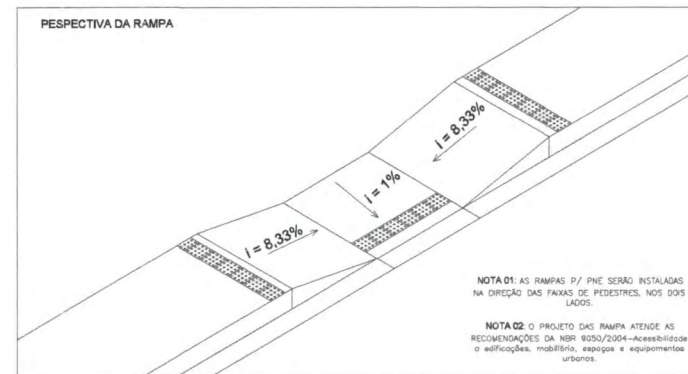 PESPECTIVA DA RAMPA
i = 8,33%
i = 1%
i = 8,33%
NOTA 01: AS RAMPAS P/ PNE SERÃO INSTALADAS
NA DIREÇÃO DAS FAIXAS DE PEDESTRES, NOS DOIS
LADOS.
NOTA 02: O PROJETO DAS RAMPA ATENDE AS
RECOMENDAÇÕES DA NBR 9050/2004-Acessibilidade
a edificações, mobiliário, espaços e equipamentos
urbanos.